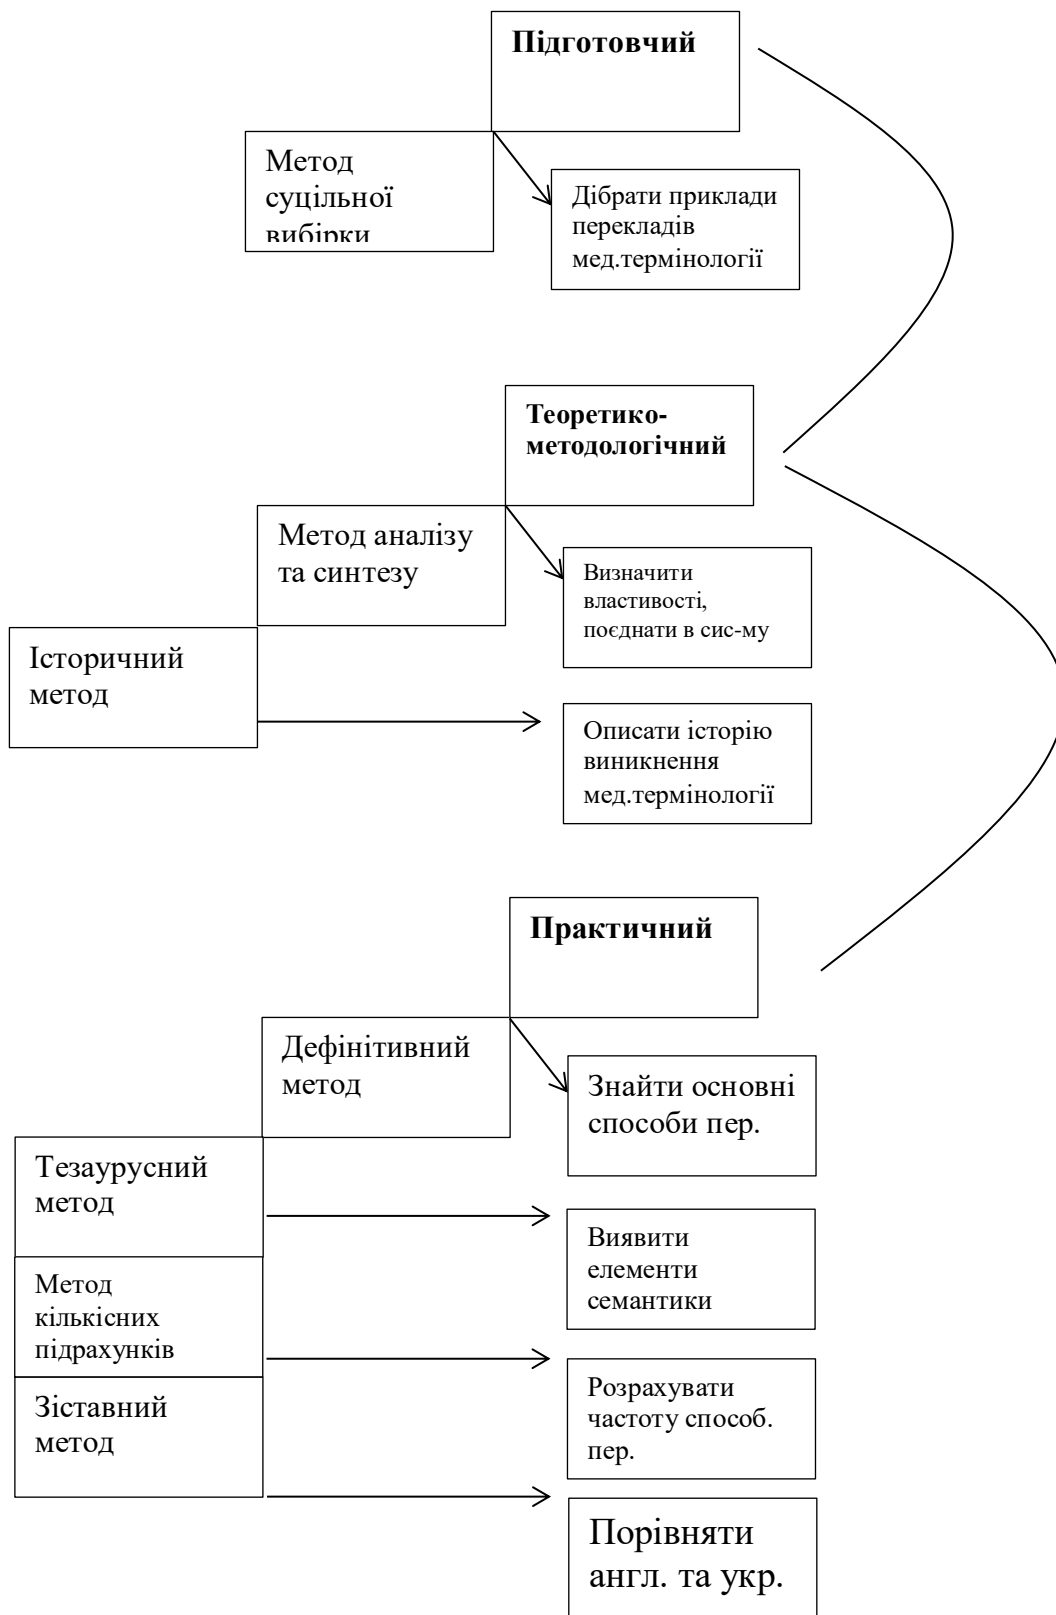 Підготовчий
Метод
суцільної
вибірки
Дібрати приклади
перекладів
мед.термінології
Теоретико-
методологічний
Метод аналізу
та синтезу
Визначити
властивості,
поєднати в сис-му
Історичний
метод
Описати історію
виникнення
мед.термінології
Практичний
Дефінітивний
метод
Знайти основні
способи пер.
Тезаурусний
метод
Виявити
елементи
семантики
Метод
кількісних
підрахунків
Розрахувати
частоту способ.
пер.
Зіставний
метод
Порівняти
англ. та укр.